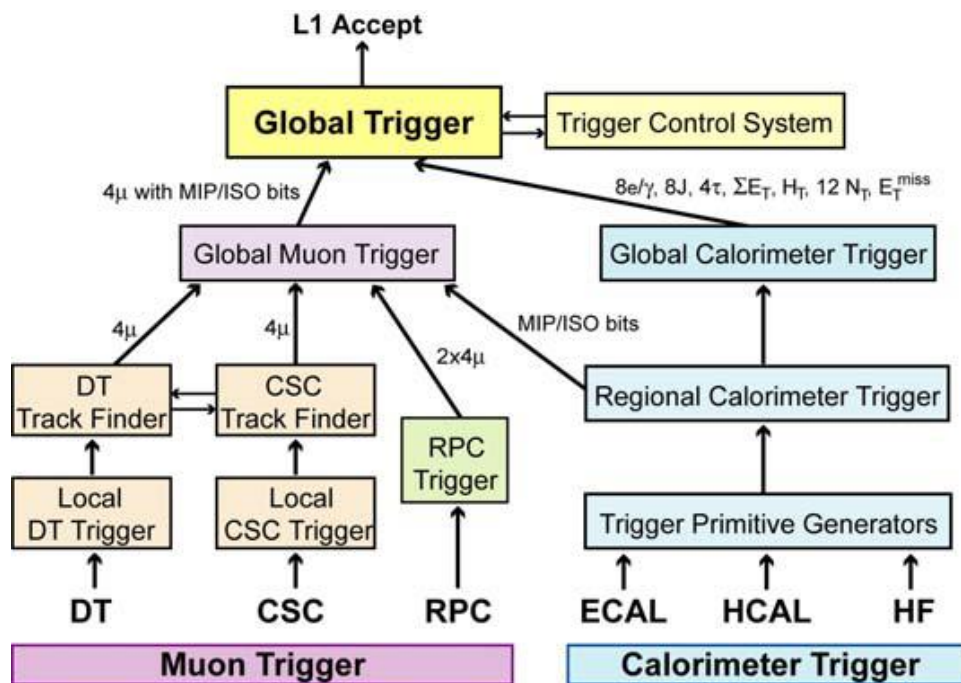 L1 Accept
Global Trigger
Trigger Control System
4μ with MIP/ISO bits
8e/γ, 8J, 4τ, ΣE_T, H_T, 12 N_T, E_T^miss
Global Muon Trigger
Global Calorimeter Trigger
4μ
4μ
MIP/ISO bits
2x4μ
DT
Track Finder
CSC
Track Finder
Regional Calorimeter Trigger
RPC
Trigger
Local
DT Trigger
Local
CSC Trigger
Trigger Primitive Generators
DT
CSC
RPC
ECAL
HCAL
HF
Muon Trigger
Calorimeter Trigger